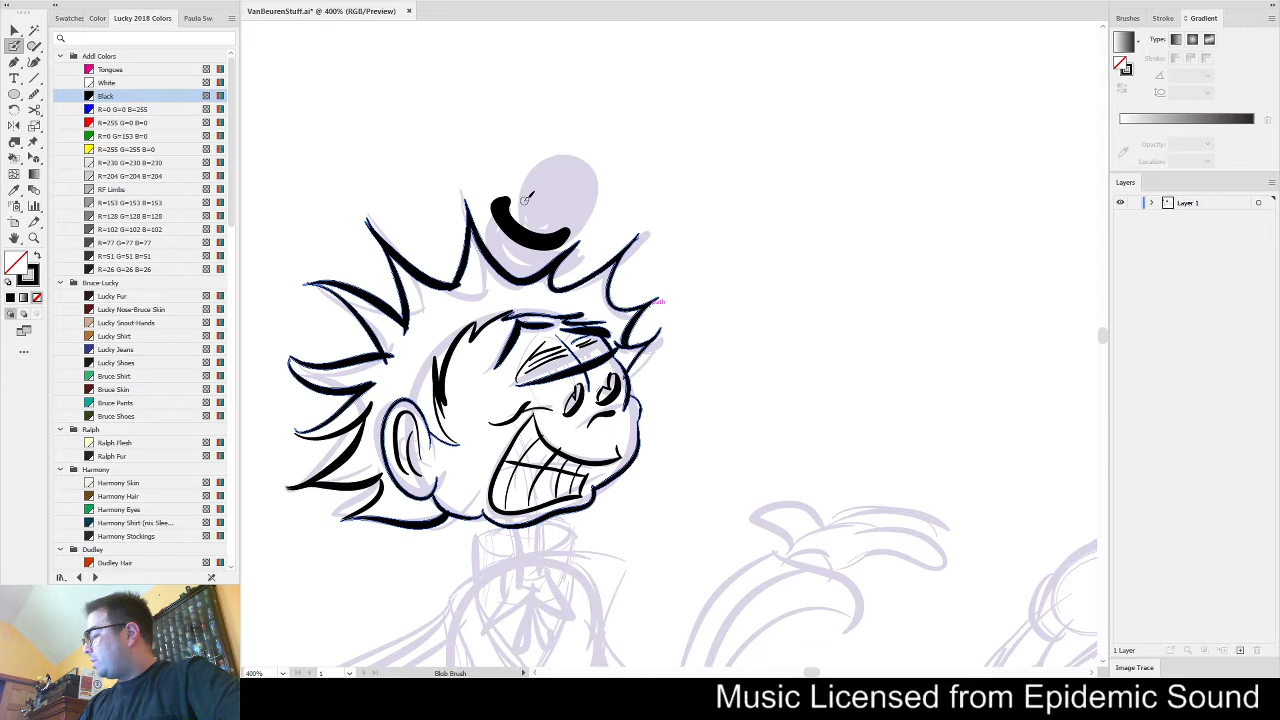 Swatches Color Lucky 2018 Colors Paula Sw
VanBeurenStuff.ai* @ 400% (RGB/Preview) ×
Brushes Stroke Gradient
Type:
Stroke:
Opacity:
Location:
Layers
Layer 1
Addl Colors
Tongues
White
Black
R=0 G=0 B=255
R=255 G=0 B=0
R=0 G=153 B=0
R=255 G=255 B=0
R=230 G=230 B=230
R=204 G=204 B=204
RF Limbs
R=153 G=153 B=153
R=128 G=128 B=128
R=102 G=102 B=102
R=77 G=77 B=77
R=51 G=51 B=51
R=26 G=26 B=26
Bruce-Lucky
Lucky Fur
Lucky Nose-Bruce Skin
Lucky Snout-Hands
Lucky Shirt
Lucky Jeans
Lucky Shoes
Bruce Shirt
Bruce Skin
Bruce Pants
Bruce Shoes
Ralph
Ralph Flesh
Ralph Fur
Harmony
Harmony Skin
Harmony Hair
Harmony Eyes
Harmony Shirt (nix Slee...
Harmony Stockings
Dudley
Dudley Hair
400% 1 Blob Brush
1 Layer
Image Trace
Music Licensed from Epidemic Sound